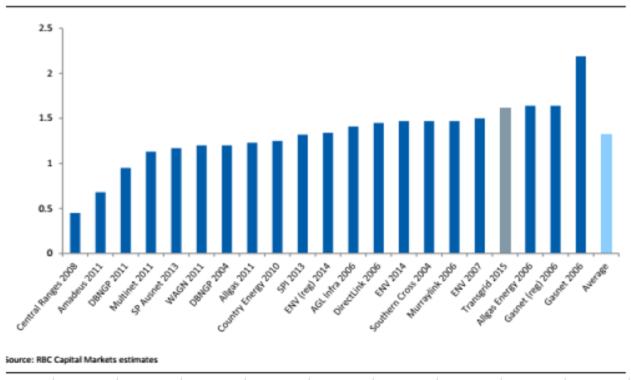 2.5
2
1.5
1
0.5
0
Central Ranges 2008
Amadeus 2011
DBNGP 2011
Multinet 2011
SP Ausnet 2013
WAGN 2011
DBNGP 2004
Allgas 2011
Country Energy 2010
SPI 2013
ENV (reg) 2014
AGL Infra 2006
DirectLink 2006
ENV 2014
Southern Cross 2004
Murraylink 2006
ENV 2007
Transgrid 2015
Allgas Energy 2006
Gasnet (reg) 2006
Gasnet 2006
Average
Source: RBC Capital Markets estimates